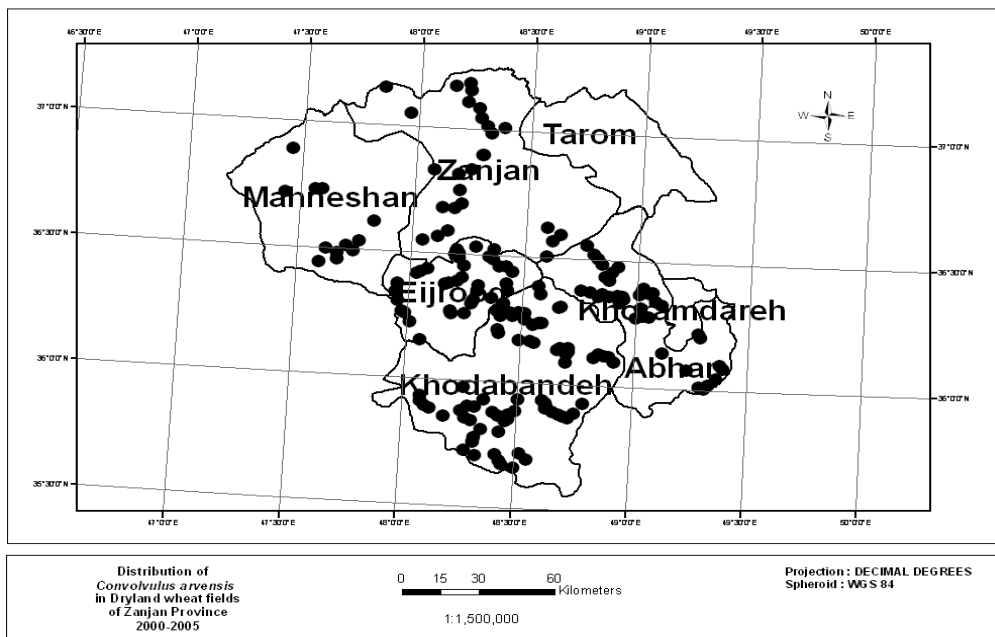 46°30'0"E 47°0'0"E 47°30'0"E 48°0'0"E 48°30'0"E 49°0'0"E 49°30'0"E 50°0'0"E
37°0'0"N
N
W E
S
Tarom
37°0'0"N
Zanjan
Manneshan
36°30'0"N
36°30'0"N
Eijrood
Khoramdareh
36°0'0"N
Abhar
Khodabandeh
36°0'0"N
35°30'0"N
47°0'0"E 47°30'0"E 48°0'0"E 48°30'0"E 49°0'0"E 49°30'0"E 50°0'0"E
Distribution of
Convolvulus arvensis
in Dryland wheat fields
of Zanjan Province
2000-2005
0 15 30 60
Kilometers
1:1,500,000
Projection : DECIMAL DEGREES
Spheroid : WGS 84